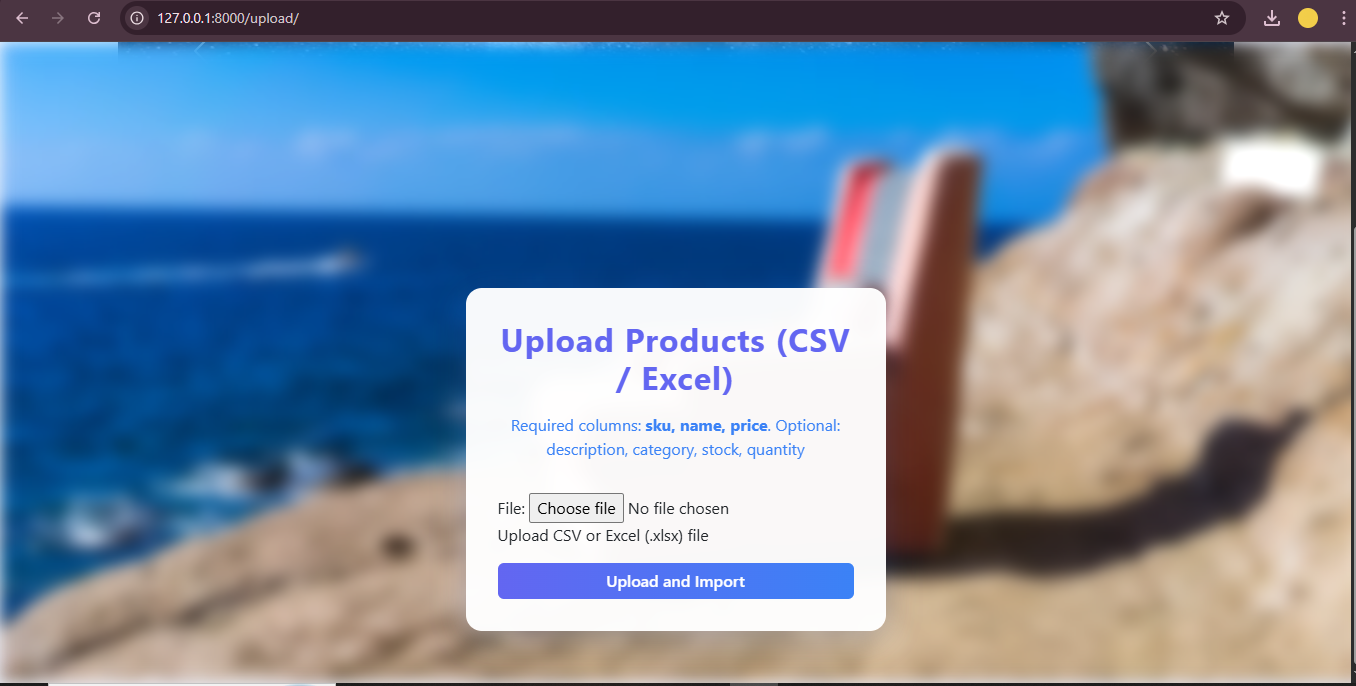 127.0.0.1:8000/upload/
Upload Products (CSV
/ Excel)
Required columns: sku, name, price. Optional:
description, category, stock, quantity
File: Choose file No file chosen
Upload CSV or Excel (.xlsx) file
Upload and Import